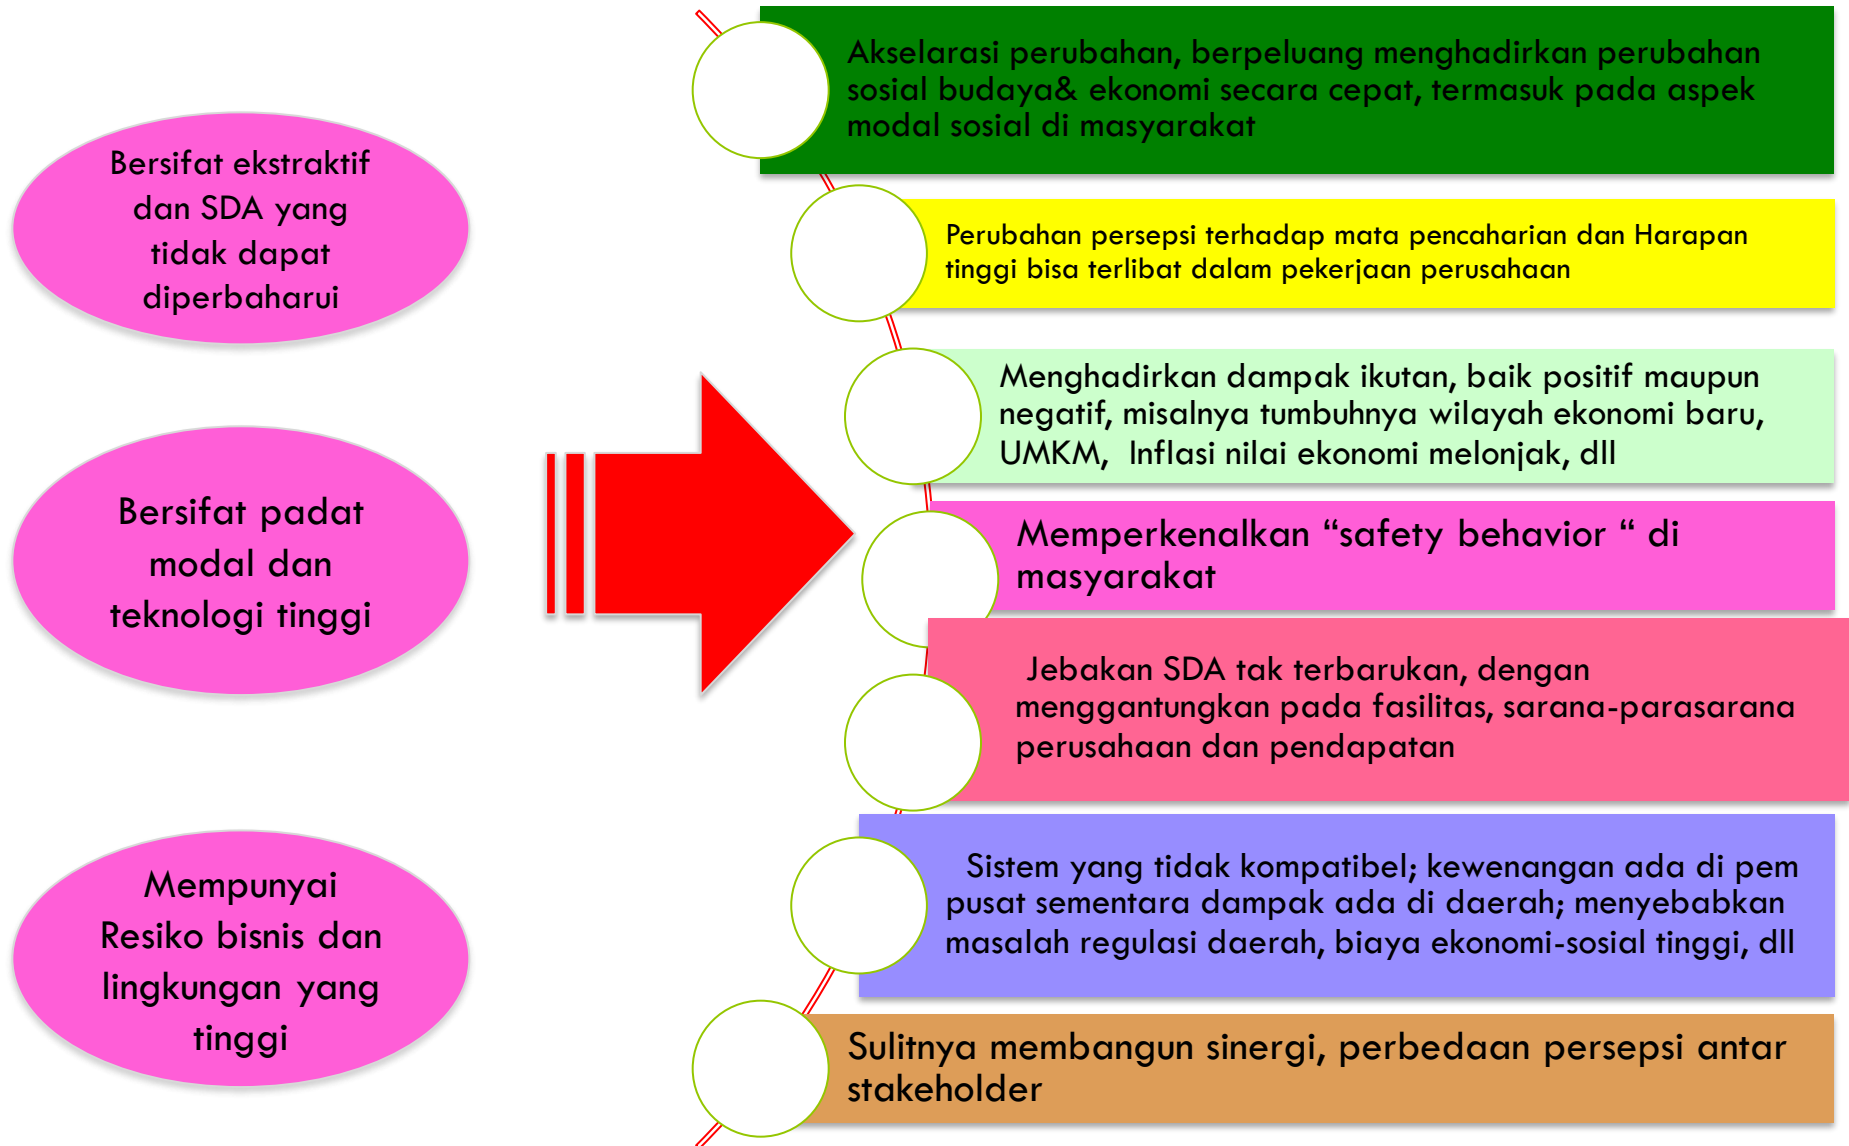 Bersifat ekstraktif
dan SDA yang
tidak dapat
diperbaharui
Bersifat padat
modal dan
teknologi tinggi
Mempunyai
Resiko bisnis dan
lingkungan yang
tinggi
Akselarasi perubahan, berpeluang menghadirkan perubahan
sosial budaya& ekonomi secara cepat, termasuk pada aspek
modal sosial di masyarakat
Perubahan persepsi terhadap mata pencaharian dan Harapan
tinggi bisa terlibat dalam pekerjaan perusahaan
Menghadirkan dampak ikutan, baik positif maupun
negatif, misalnya tumbuhnya wilayah ekonomi baru,
UMKM, Inflasi nilai ekonomi melonjak, dll
Memperkenalkan “safety behavior “ di
masyarakat
Jebakan SDA tak terbarukan, dengan
menggantungkan pada fasilitas, sarana-parasarana
perusahaan dan pendapatan
Sistem yang tidak kompatibel; kewenangan ada di pem
pusat sementara dampak ada di daerah; menyebabkan
masalah regulasi daerah, biaya ekonomi-sosial tinggi, dll
Sulitnya membangun sinergi, perbedaan persepsi antar
stakeholder